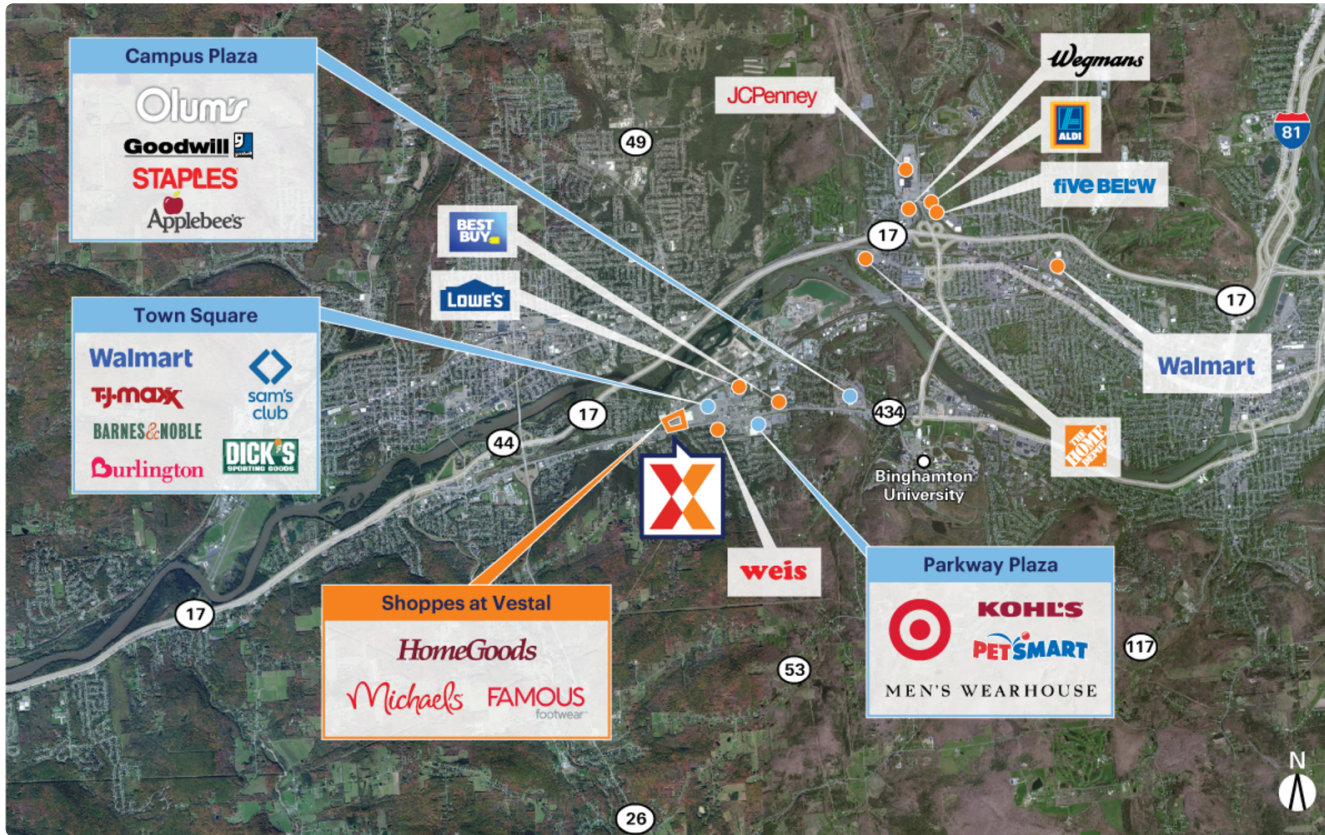 Campus Plaza
Olum's
Goodwill
STAPLES
Applebee's
Town Square
Walmart
T·J·maxx
sam's
club
BARNES&NOBLE
Burlington
DICK'S
SPORTING GOODS
BEST
BUY
LOWE'S
JCPenney
Wegmans
ALDI
five BELOW
81
49
17
17
Walmart
THE
HOME
DEPOT
17
44
434
Binghamton
University
weis
Shoppes at Vestal
HomeGoods
Michaels
FAMOUS
footwear
Parkway Plaza
KOHL'S
PETSMART
MEN'S WEARHOUSE
17
53
117
26
N